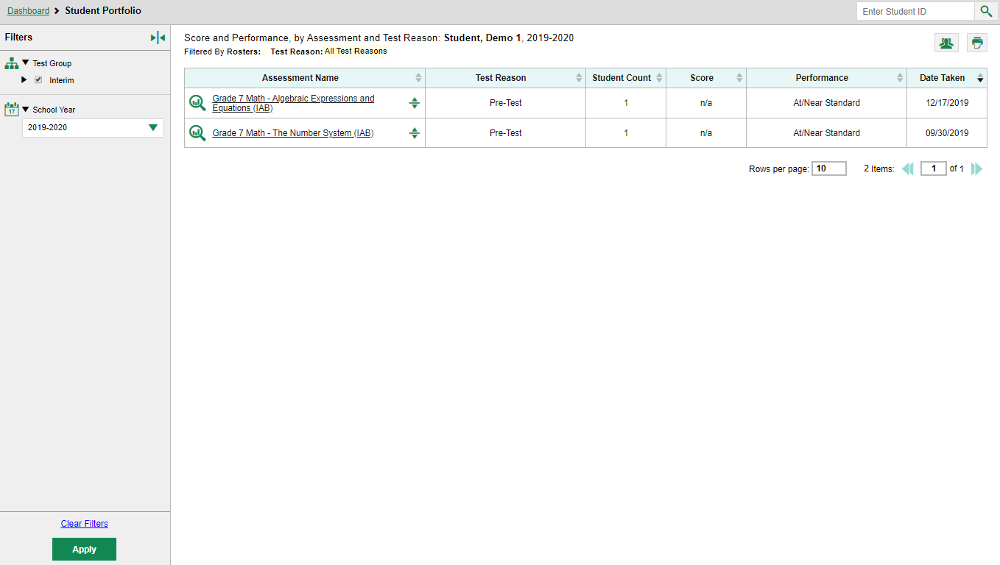 Dashboard > Student Portfolio
Enter Student ID
Filters
Test Group
Interim
17
School Year
2019-2020
Clear Filters
Apply
Score and Performance, by Assessment and Test Reason: Student, Demo 1, 2019-2020
Filtered By Rosters: Test Reason: All Test Reasons
Assessment Name Test Reason Student Count Score Performance Date Taken
Grade 7 Math - Algebraic Expressions and
Equations (IAB) Pre-Test 1 n/a At/Near Standard 12/17/2019
Grade 7 Math - The Number System (IAB) Pre-Test 1 n/a At/Near Standard 09/30/2019
Rows per page: 10 2 Items: 1 of 1